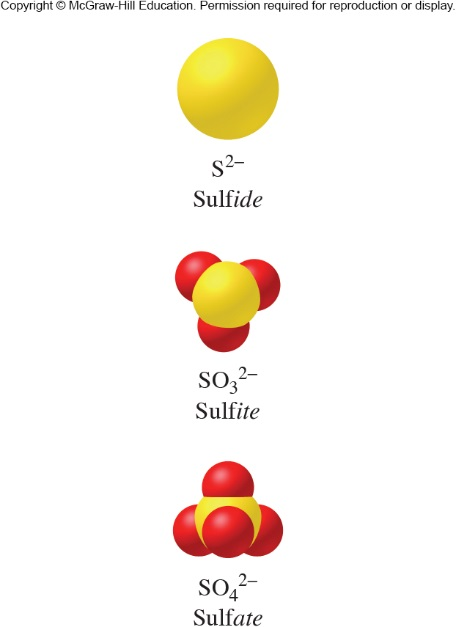 Copyright © McGraw-Hill Education. Permission required for reproduction or display.
S²⁻
Sulfide
SO₃²⁻
Sulfite
SO₄²⁻
Sulfate